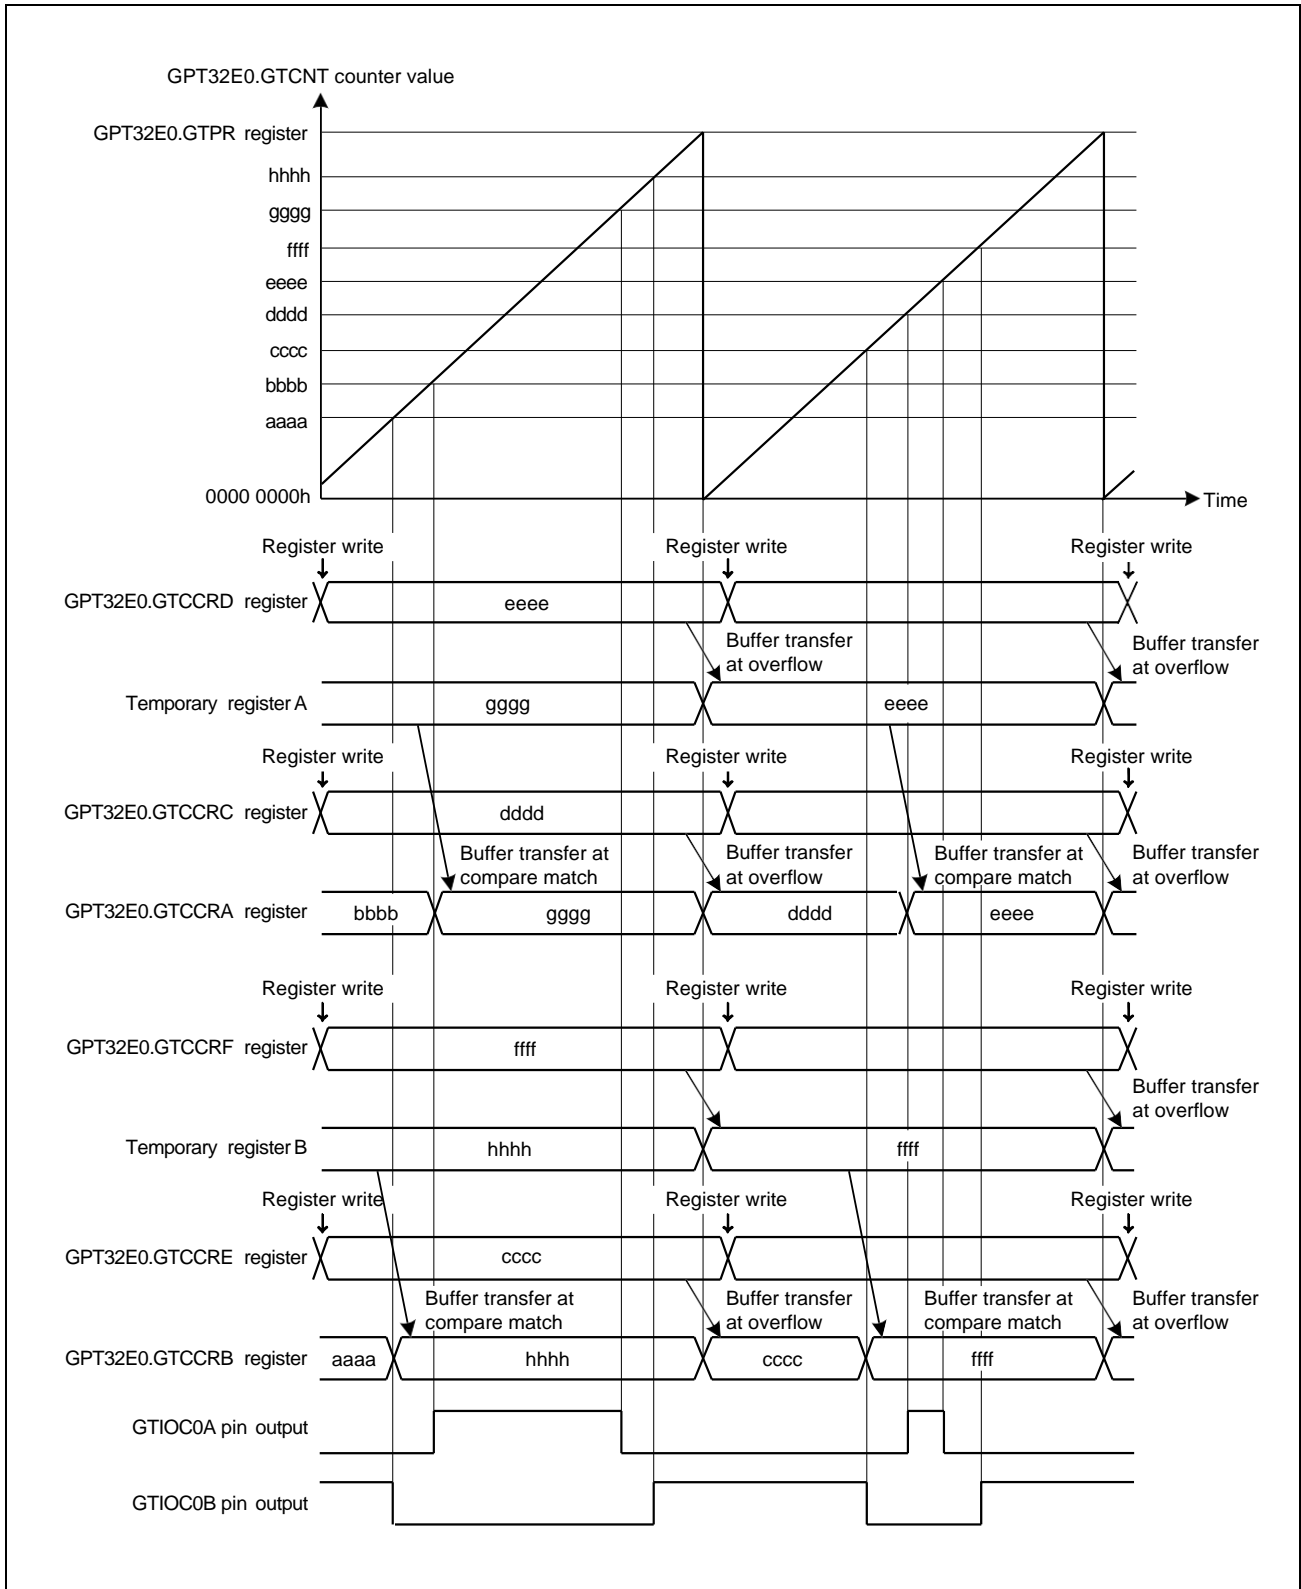 GPT32E0.GTCNT counter value
GPT32E0.GTPR register
hhhh
gggg
ffff
eeee
dddd
cccc
bbbb
aaaa
0000 0000h
Time
Register write Register write Register write
GPT32E0.GTCCRD register eeee
Buffer transfer
at overflow
Buffer transfer
at overflow
Temporary register A gggg eeee
Register write Register write Register write
GPT32E0.GTCCRC register dddd
Buffer transfer at
compare match
Buffer transfer
at overflow
Buffer transfer at
compare match
Buffer transfer
at overflow
GPT32E0.GTCCRA register bbbb gggg dddd eeee
Register write Register write Register write
GPT32E0.GTCCRF register ffff
Buffer transfer
at overflow
Temporary register B hhhh ffff
Register write Register write Register write
GPT32E0.GTCCRE register cccc
Buffer transfer at
compare match
Buffer transfer
at overflow
Buffer transfer at
compare match
Buffer transfer
at overflow
GPT32E0.GTCCRB register aaaa hhhh cccc ffff
GTIOC0A pin output
GTIOC0B pin output